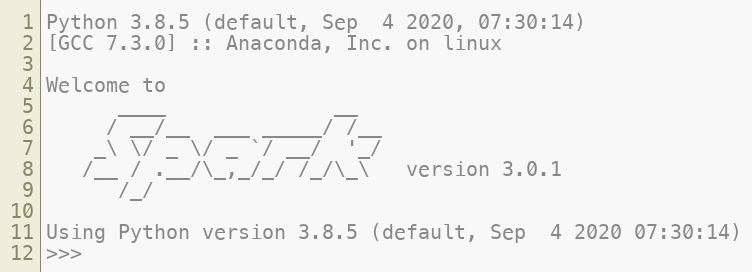 1 Python 3.8.5 (default, Sep  4 2020, 07:30:14)
2 [GCC 7.3.0] :: Anaconda, Inc. on linux
3
4 Welcome to
5       ____              __
6      / __/__  ___ _____/ /__
7     _\ \/ _ \/ _ `/ __/  '_/
8    /__ / .__/\_,_/_/ /_/\_\   version 3.0.1
9       /_/
10
11 Using Python version 3.8.5 (default, Sep  4 2020 07:30:14)
12 >>>